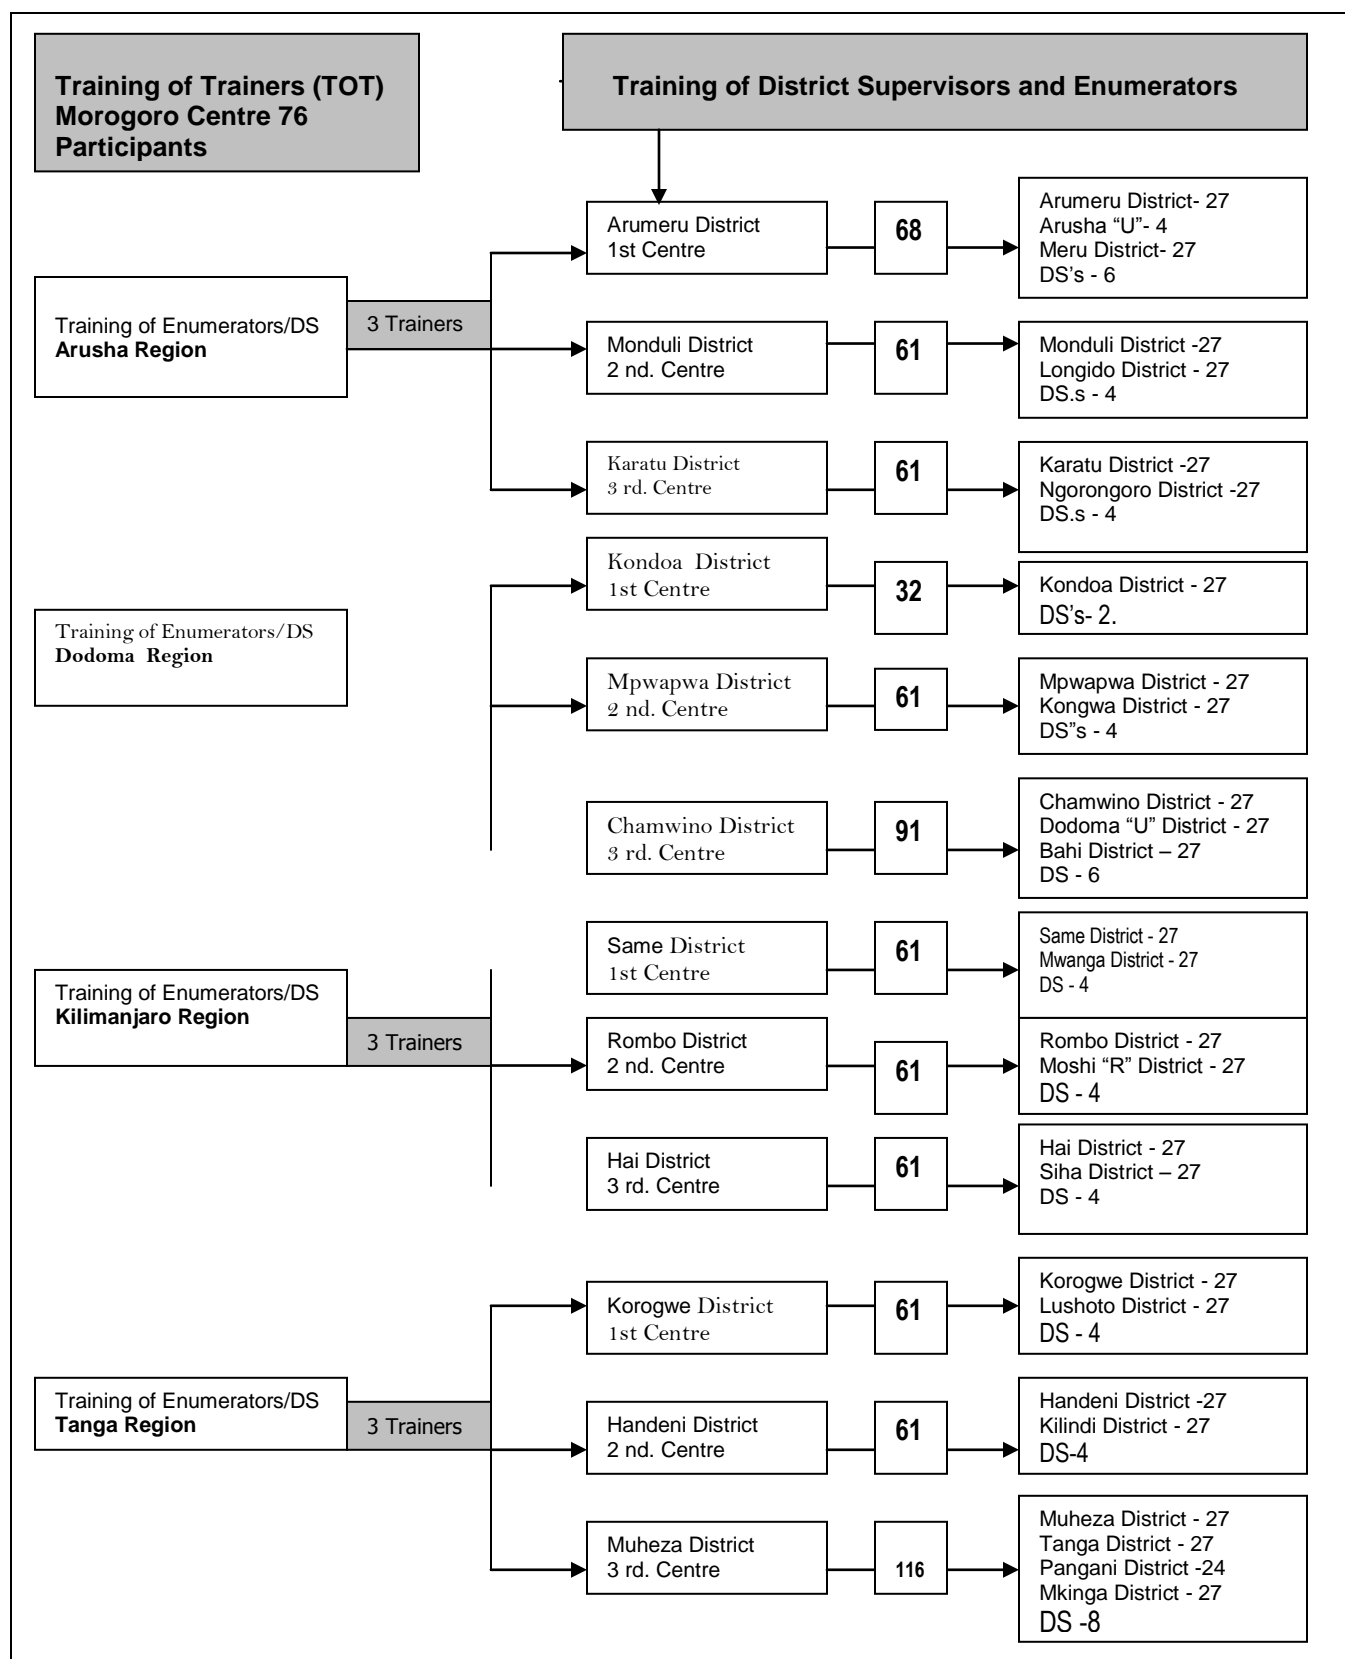 Training of Trainers (TOT)
Morogoro Centre 76
Participants
Training of District Supervisors and Enumerators
Training of Enumerators/DS
Arusha Region
3 Trainers
Arumeru District
1st Centre
68
Arumeru District- 27
Arusha “U”- 4
Meru District- 27
DS’s - 6
Monduli District
2 nd. Centre
61
Monduli District -27
Longido District - 27
DS.s - 4
Karatu District
3 rd. Centre
61
Karatu District -27
Ngorongoro District -27
DS.s - 4
Training of Enumerators/DS
Dodoma Region
Kondoa District
1st Centre
32
Kondoa District - 27
DS’s- 2.
Mpwapwa District
2 nd. Centre
61
Mpwapwa District - 27
Kongwa District - 27
DS”s - 4
Chamwino District
3 rd. Centre
91
Chamwino District - 27
Dodoma “U” District - 27
Bahi District – 27
DS - 6
Training of Enumerators/DS
Kilimanjaro Region
3 Trainers
Same District
1st Centre
61
Same District - 27
Mwanga District - 27
DS - 4
Rombo District
2 nd. Centre
61
Rombo District - 27
Moshi “R” District - 27
DS - 4
Hai District
3 rd. Centre
61
Hai District - 27
Siha District – 27
DS - 4
Training of Enumerators/DS
Tanga Region
3 Trainers
Korogwe District
1st Centre
61
Korogwe District - 27
Lushoto District - 27
DS - 4
Handeni District
2 nd. Centre
61
Handeni District -27
Kilindi District - 27
DS-4
Muheza District
3 rd. Centre
116
Muheza District - 27
Tanga District - 27
Pangani District -24
Mkinga District - 27
DS -8